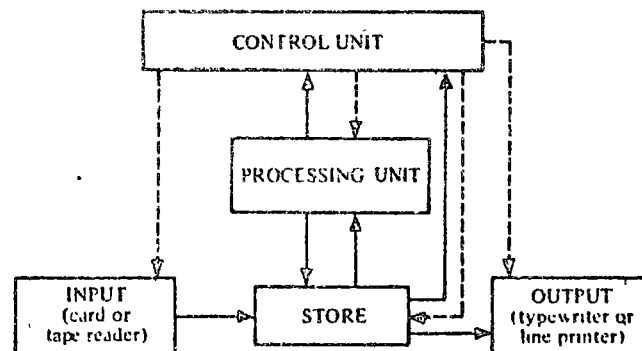 CONTROL UNIT
PROCESSING UNIT
INPUT
(card or
tape reader)
STORE
OUTPUT
(typewriter or
line printer)